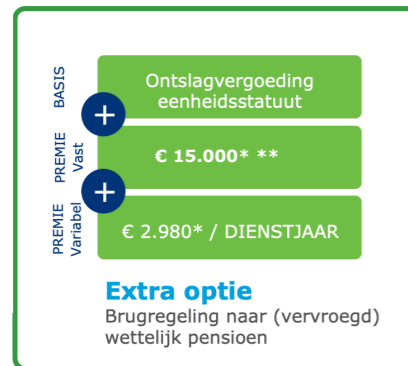 BASIS
Ontslagvergoeding
eenheidsstatuut
+
PREMIE
Vast
€ 15.000* **
+
PREMIE
Variabel
€ 2.980* / DIENSTJAAR
Extra optie
Brugregeling naar (vervroegd)
wettelijk pensioen